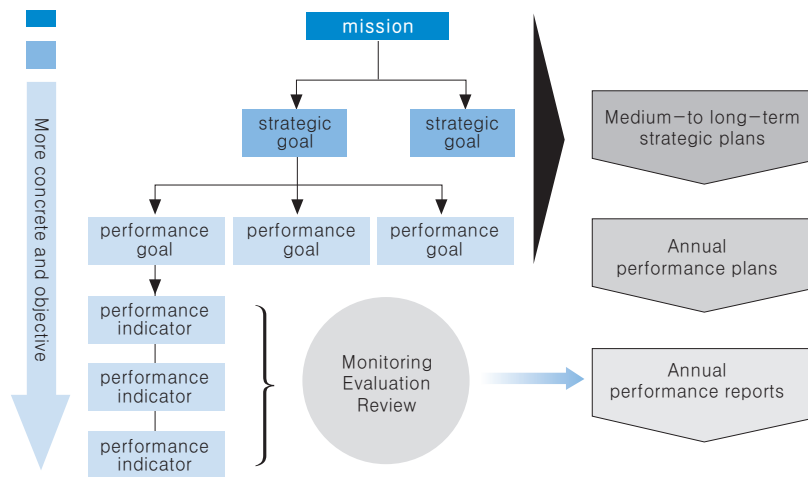 mission
strategic
goal
strategic
goal
performance
goal
performance
goal
performance
goal
performance
indicator
performance
indicator
performance
indicator
More concrete and objective
Monitoring
Evaluation
Review
Medium-to long-term
strategic plans
Annual
performance plans
Annual
performance reports